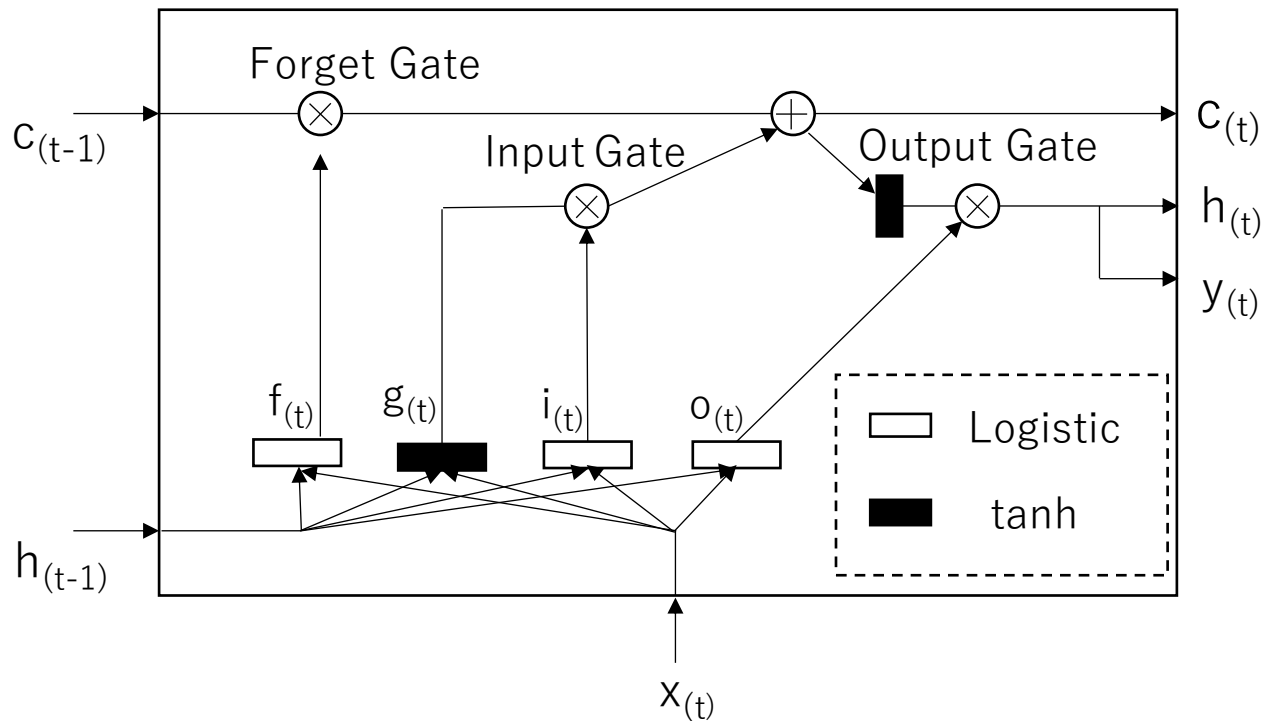 Forget Gate
c(t-1)
c(t)
Input Gate
Output Gate
h(t)
y(t)
f(t)
g(t)
i(t)
o(t)
Logistic
tanh
h(t-1)
x(t)